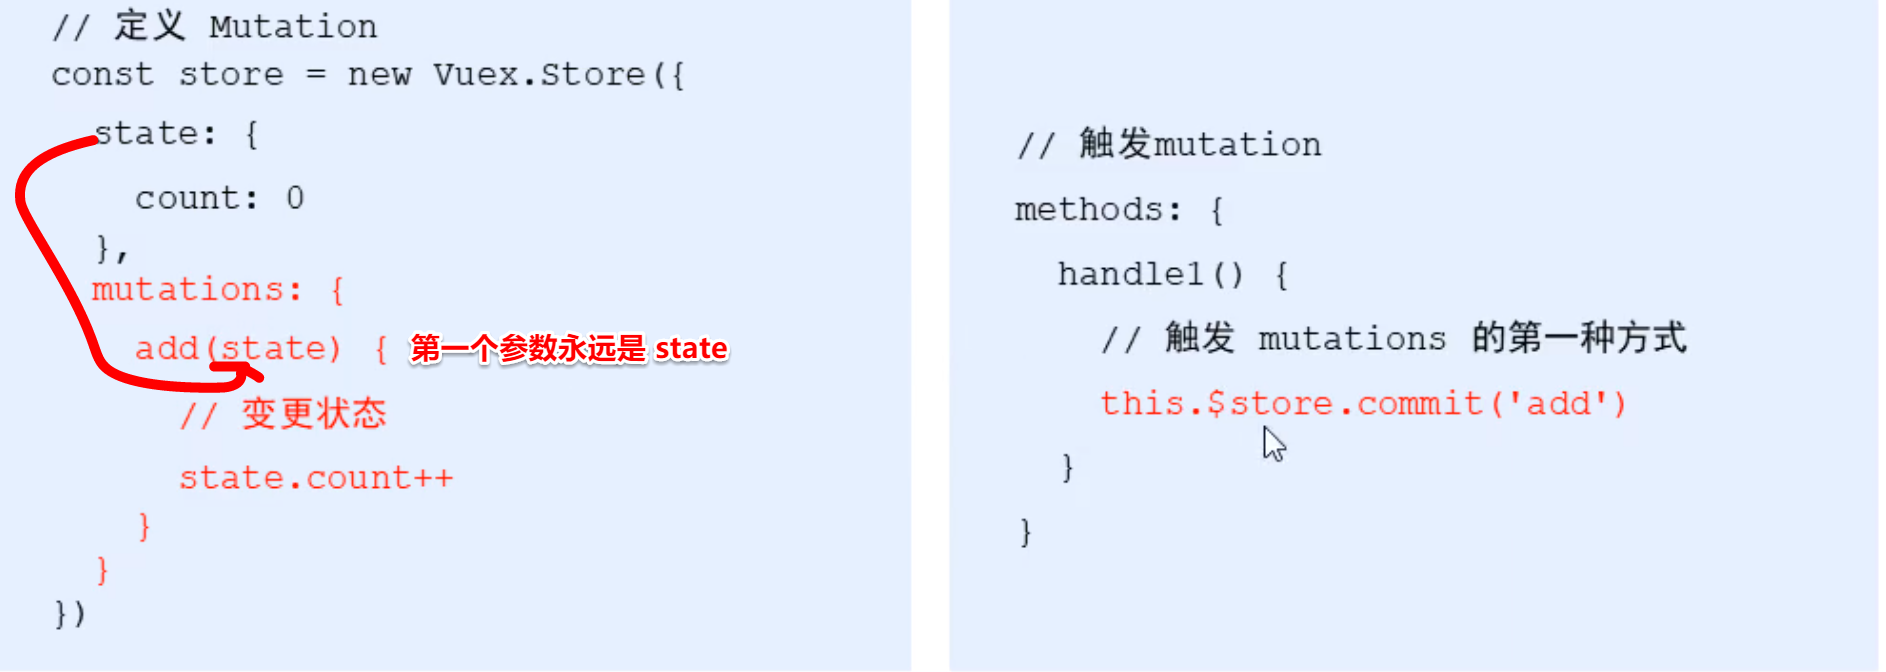 // 定义 Mutation
const store = new Vuex.Store({
state: {
count: 0
},
mutations: {
add(state) { 第一个参数永远是 state
// 变更状态
state.count++
}
}
})
// 触发mutation
methods: {
handle1() {
// 触发 mutations 的第一种方式
this.$store.commit('add')
}
}